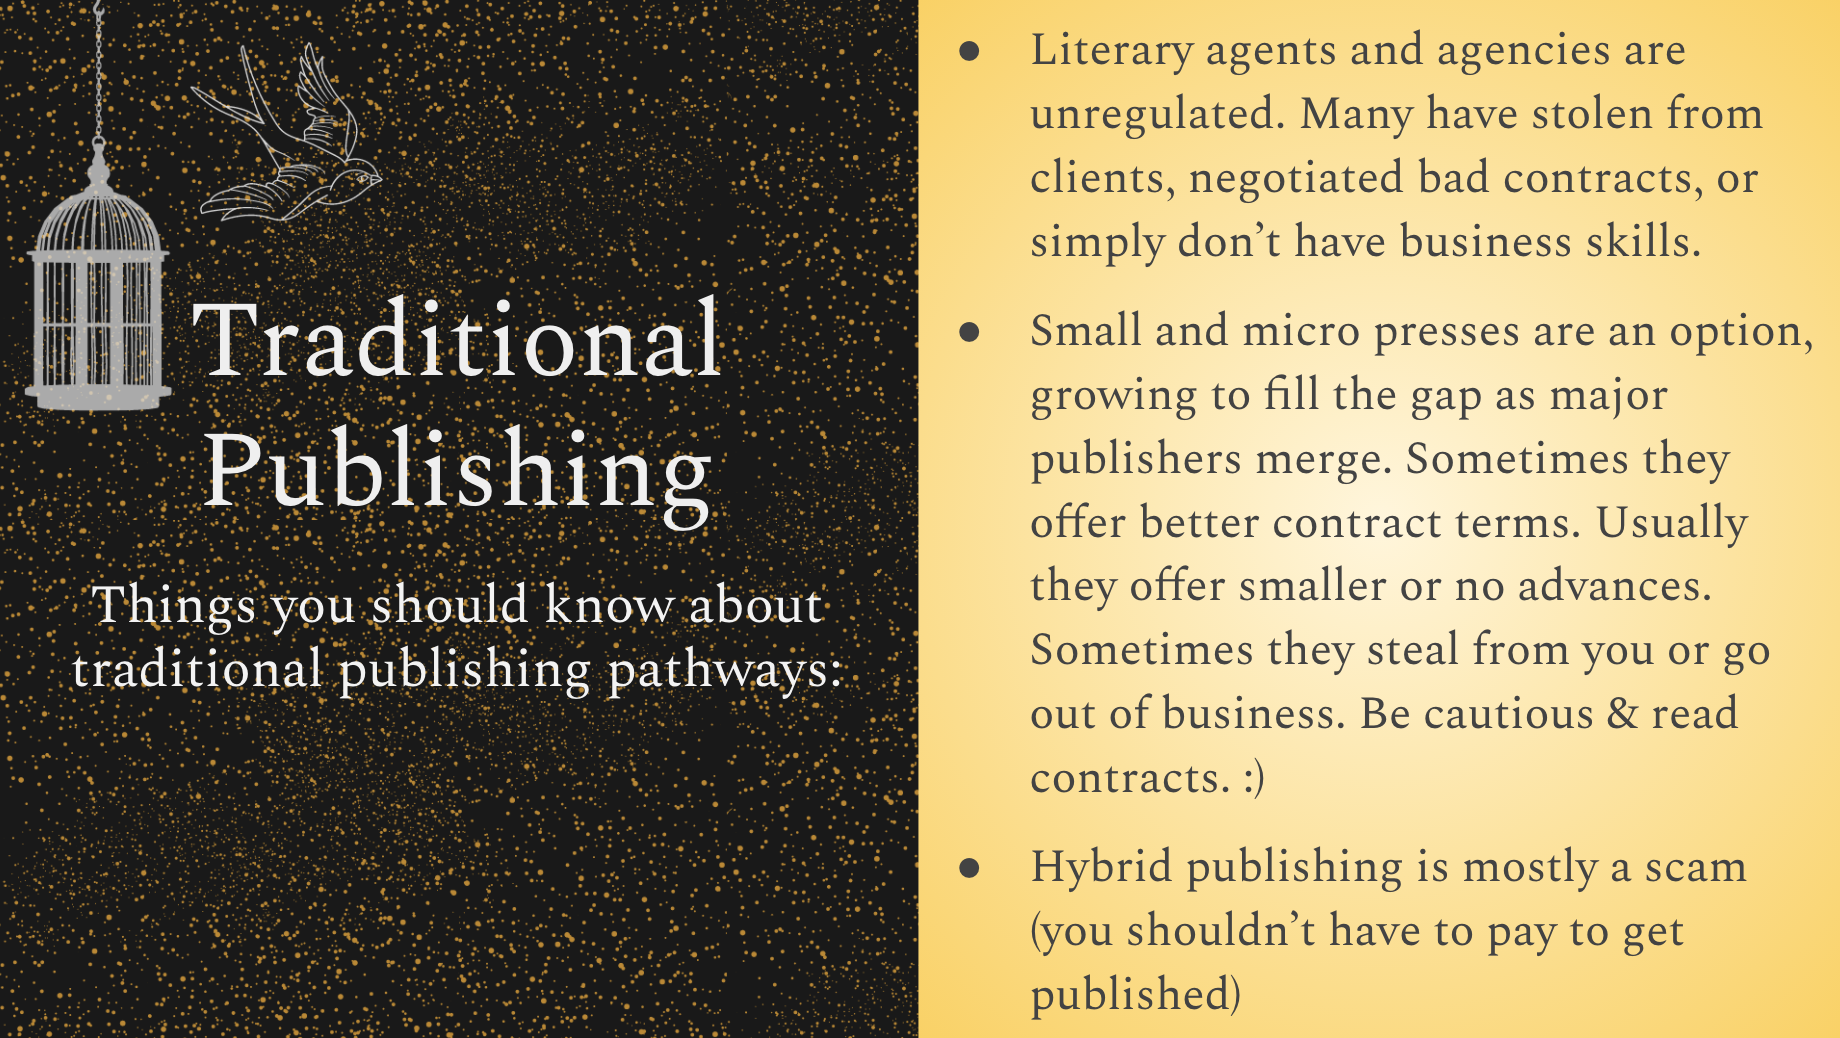 Traditional
Publishing
Things you should know about
traditional publishing pathways:
● Literary agents and agencies are
unregulated. Many have stolen from
clients, negotiated bad contracts, or
simply don’t have business skills.
● Small and micro presses are an option,
growing to fill the gap as major
publishers merge. Sometimes they
offer better contract terms. Usually
they offer smaller or no advances.
Sometimes they steal from you or go
out of business. Be cautious & read
contracts. :)
● Hybrid publishing is mostly a scam
(you shouldn’t have to pay to get
published)